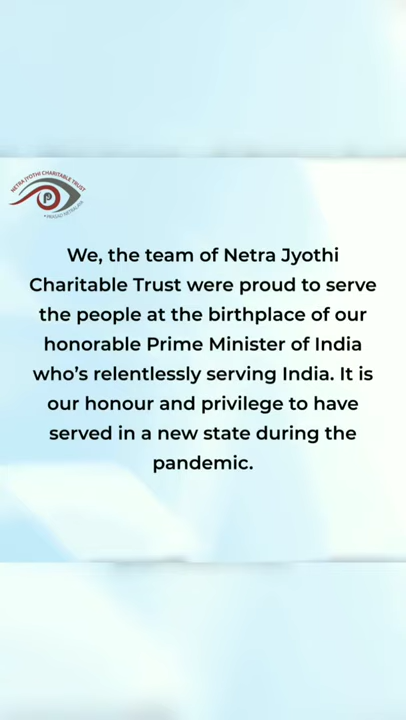 NETRA JYOTHI CHARITABLE TRUST
P
PRASAD NETRALAYA
We, the team of Netra Jyothi
Charitable Trust were proud to serve
the people at the birthplace of our
honorable Prime Minister of India
who's relentlessly serving India. It is
our honour and privilege to have
served in a new state during the
pandemic.